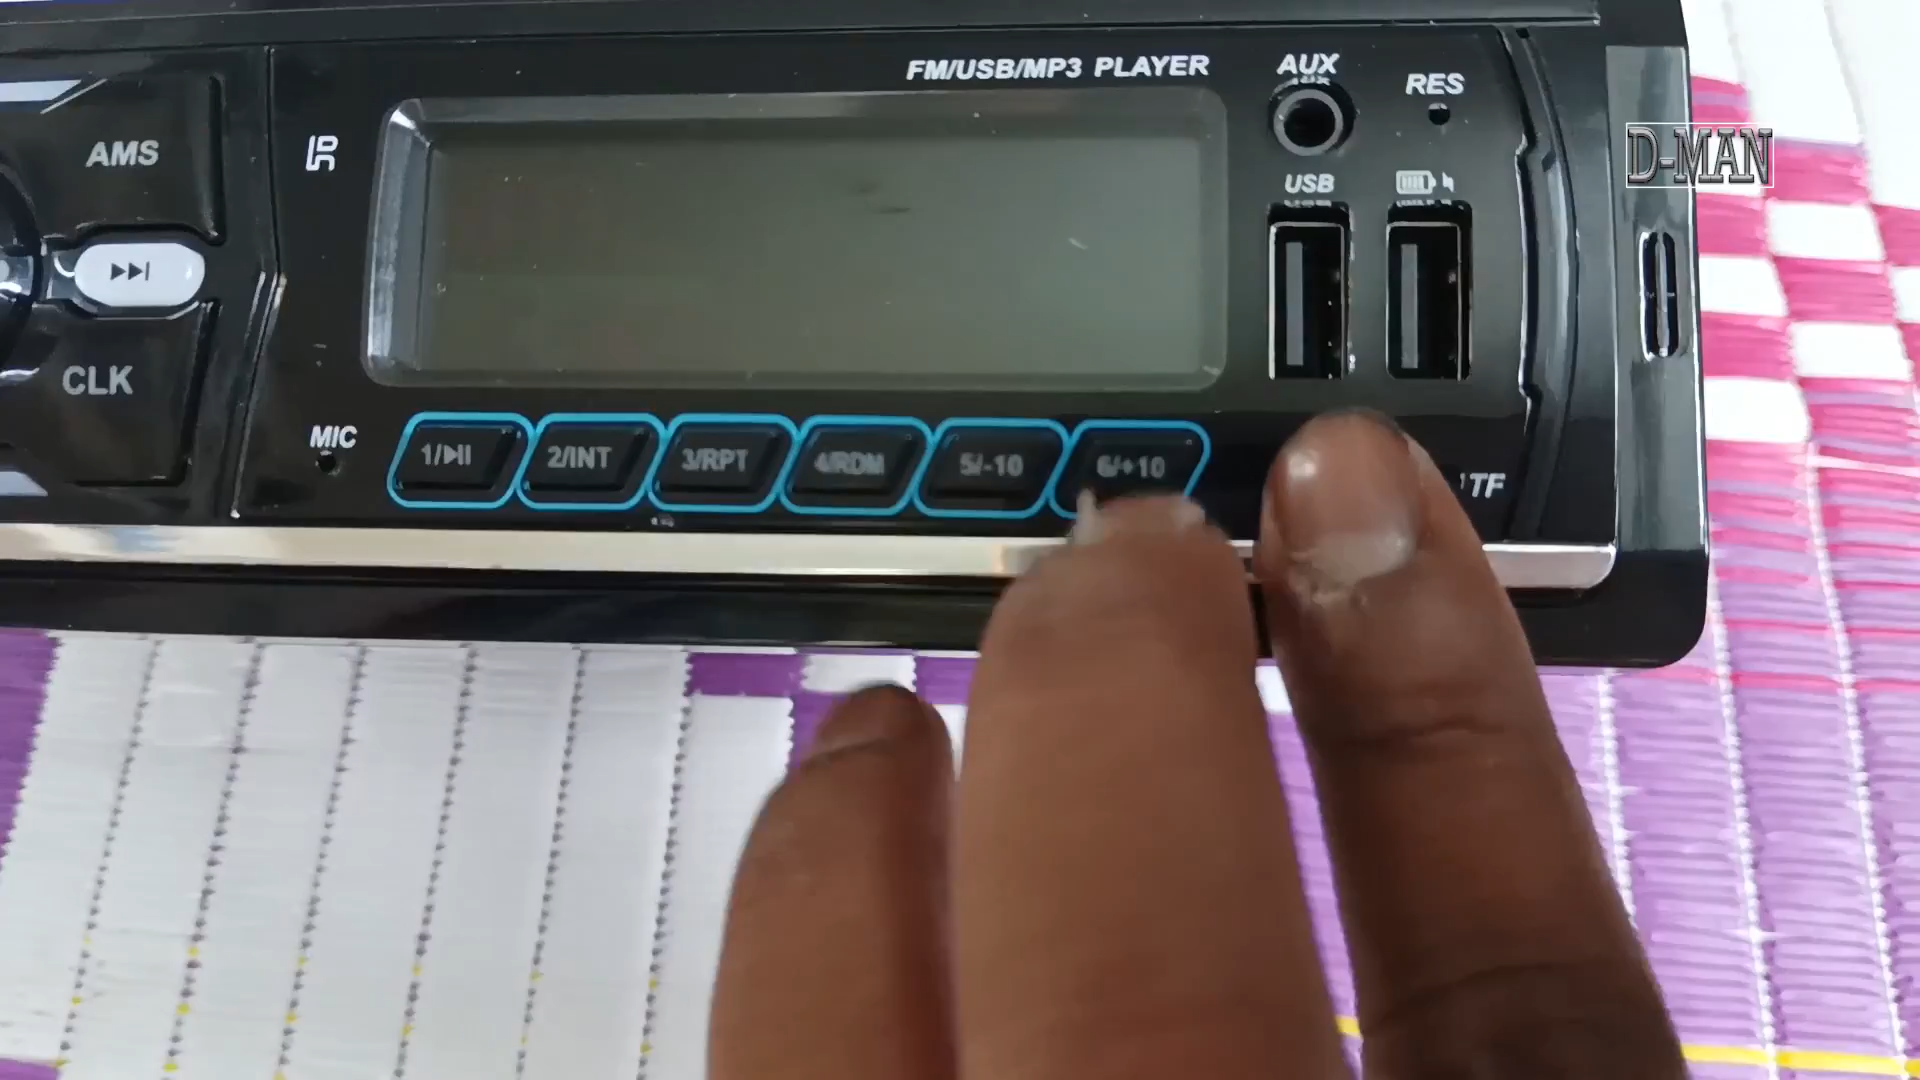 FM/USB/MP3 PLAYER
AUX
RES
AMS
USB
D-MAN
CLK
MIC
1/⏯
2/INT
3/RPT
4/RDM
5/-10
6/+10
TF